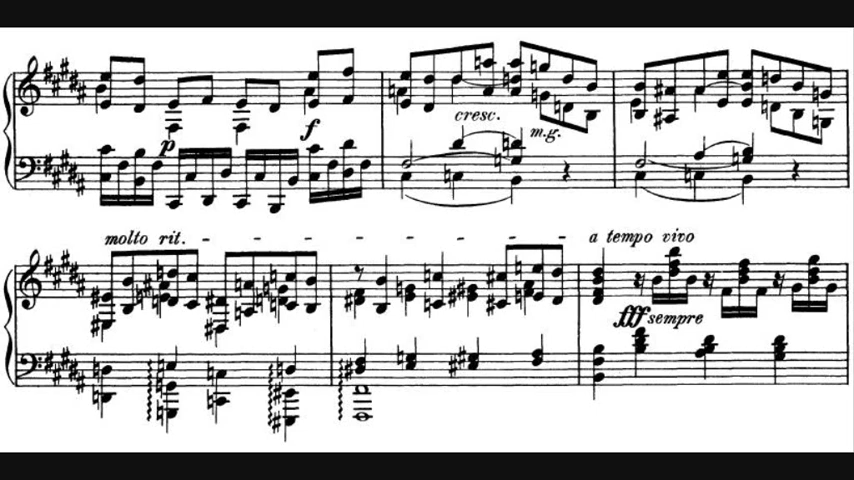 p
f
cresc.
m.g.
molto rit.
a tempo vivo
fff sempre